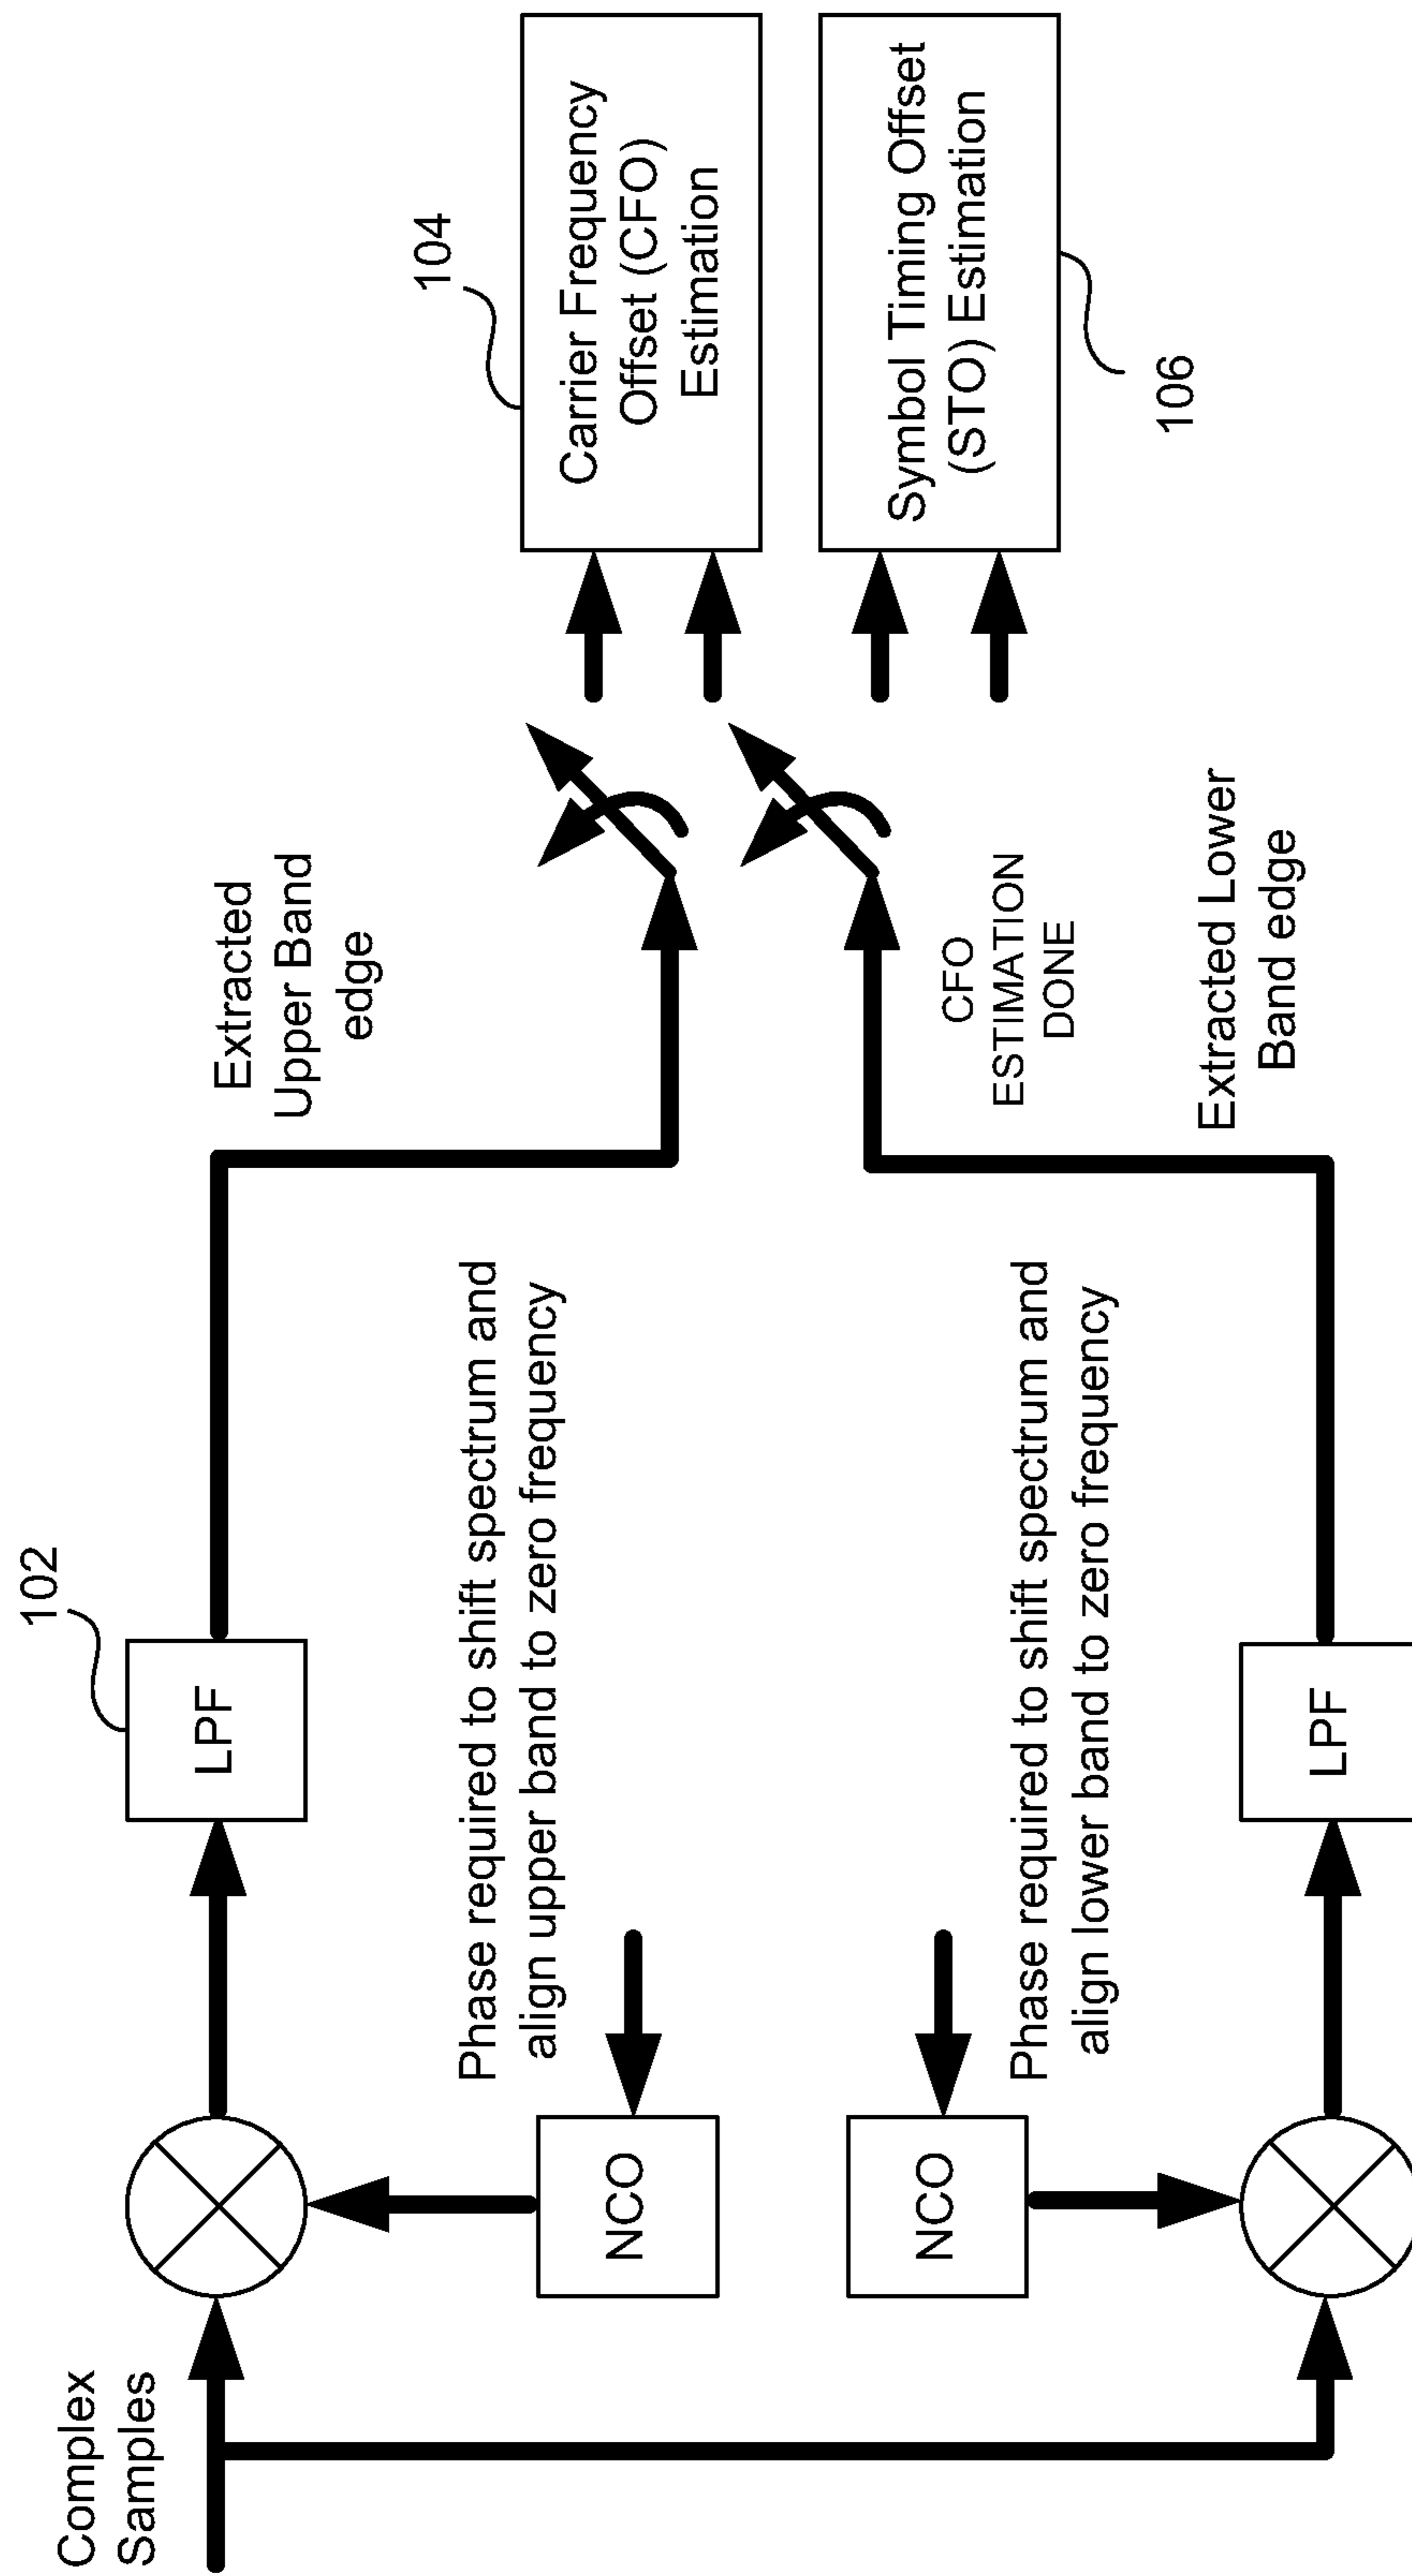 Complex
Samples
102
LPF
NCO
Phase required to shift spectrum and
align upper band to zero frequency
Extracted
Upper Band
edge
104
Carrier Frequency
Offset (CFO)
Estimation
Symbol Timing Offset
(STO) Estimation
106
CFO
ESTIMATION
DONE
NCO
Phase required to shift spectrum and
align lower band to zero frequency
LPF
Extracted Lower
Band edge